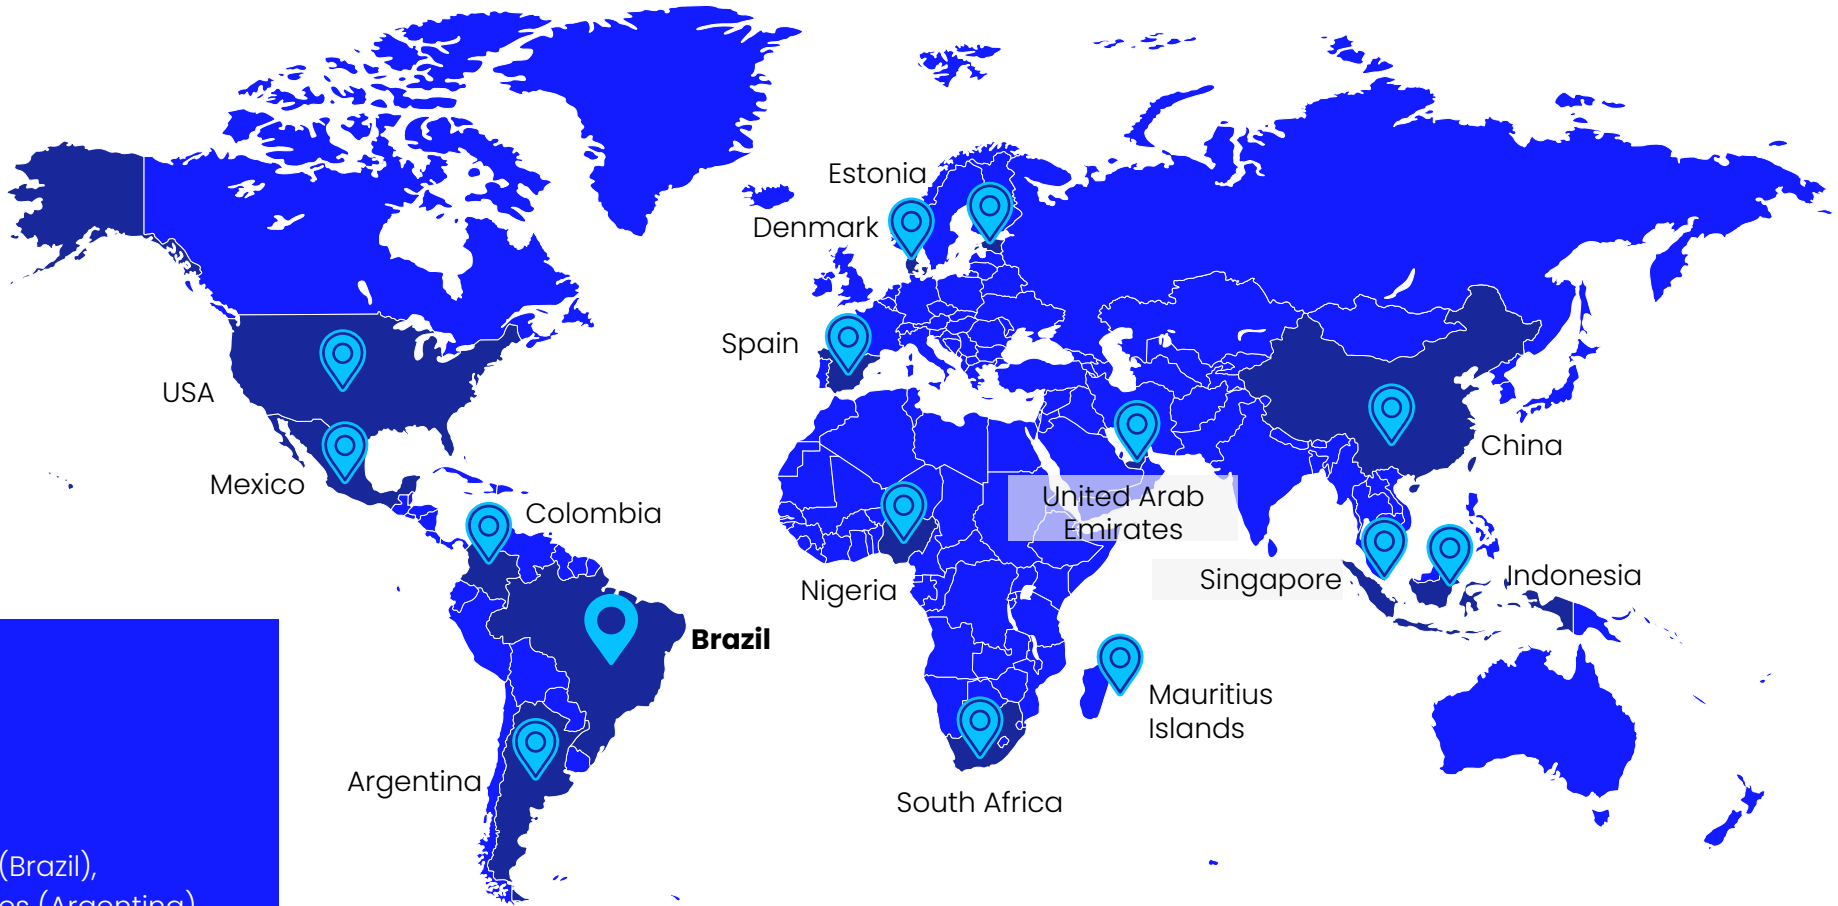 Estonia
Denmark
Spain
USA
Mexico
Colombia
China
United Arab
Emirates
Nigeria
Singapore
Indonesia
Brazil
Mauritius
Islands
Argentina
South Africa
(Brazil),
(Argentina)